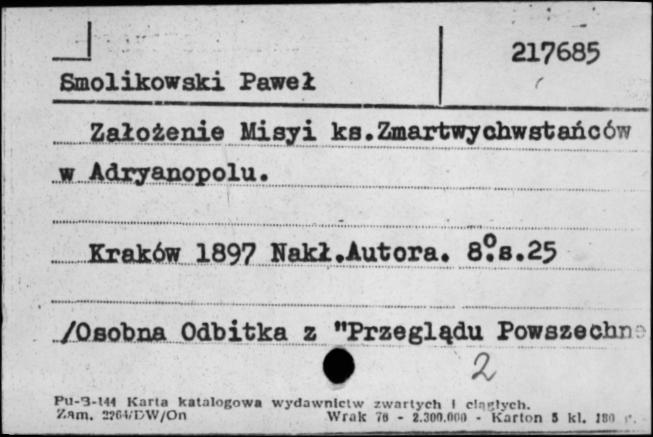 217685
Smolikowski Paweł
Założenie Misyi ks.Zmartwychwstańców
w Adryanopolu.
Kraków 1897 Nakł.Autora. 8°.s.25
/Osobna Odbitka z "Przeglądu Powszechne
2
Pu-3-144 Karta katalogowa wydawnictw zwartych i ciągłych.
Zam. 2264/DW/On Wrak 76 - 2.300.000 - Karton 5 kl. 180 g.